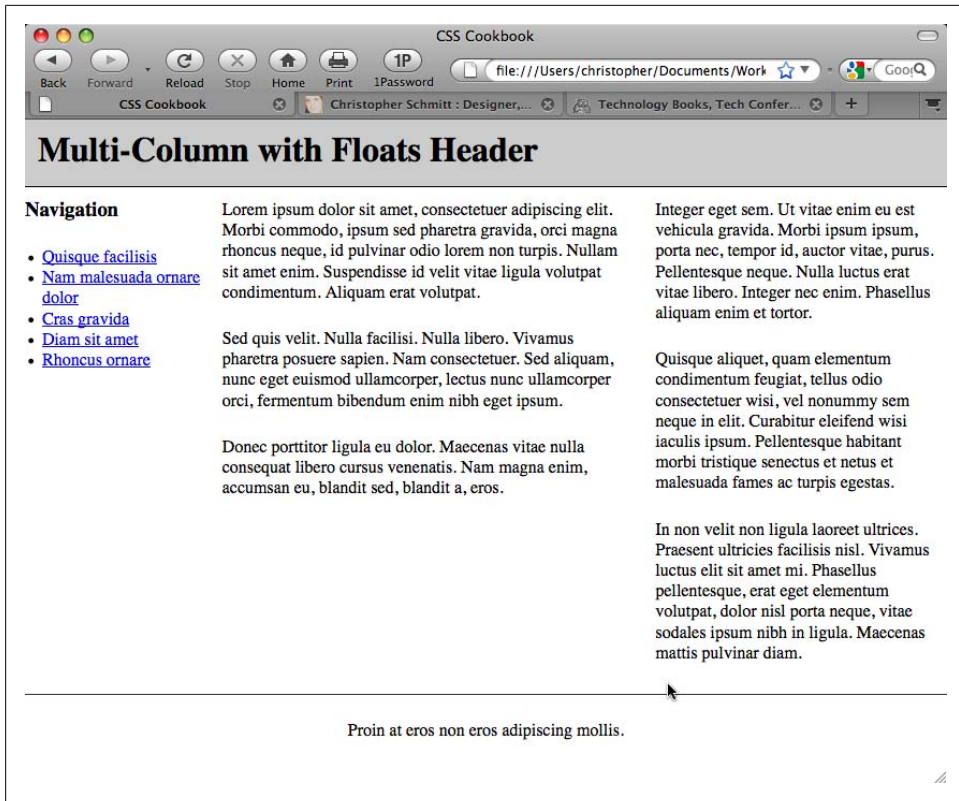 CSS Cookbook
Back
Forward
Reload
Stop
Home
Print
1P
1Password
file:///Users/christopher/Documents/Work
Goo
CSS Cookbook
Christopher Schmitt : Designer,...
Technology Books, Tech Confer...
+
Multi-Column with Floats Header
Navigation
• Quisque facilisis
• Nam malesuada ornare
dolor
• Cras gravida
• Diam sit amet
• Rhoncus ornare
Lorem ipsum dolor sit amet, consectetuer adipiscing elit.
Morbi commodo, ipsum sed pharetra gravida, orci magna
rhoncus neque, id pulvinar odio lorem non turpis. Nullam
sit amet enim. Suspendisse id velit vitae ligula volutpat
condimentum. Aliquam erat volutpat.
Sed quis velit. Nulla facilisi. Nulla libero. Vivamus
pharetra posuere sapien. Nam consectetuer. Sed aliquam,
nunc eget euismod ullamcorper, lectus nunc ullamcorper
orci, fermentum bibendum enim nibh eget ipsum.
Donec porttitor ligula eu dolor. Maecenas vitae nulla
consequat libero cursus venenatis. Nam magna enim,
accumsan eu, blandit sed, blandit a, eros.
Integer eget sem. Ut vitae enim eu est
vehicula gravida. Morbi ipsum ipsum,
porta nec, tempor id, auctor vitae, purus.
Pellentesque neque. Nulla luctus erat
vitae libero. Integer nec enim. Phasellus
aliquam enim et tortor.
Quisque aliquet, quam elementum
condimentum feugiat, tellus odio
consectetuer wisi, vel nonummy sem
neque in elit. Curabitur eleifend wisi
iaculis ipsum. Pellentesque habitant
morbi tristique senectus et netus et
malesuada fames ac turpis egestas.
In non velit non ligula laoreet ultrices.
Praesent ultricies facilisis nisl. Vivamus
luctus elit sit amet mi. Phasellus
pellentesque, erat eget elementum
volutpat, dolor nisl porta neque, vitae
sodales ipsum nibh in ligula. Maecenas
mattis pulvinar diam.
Proin at eros non eros adipiscing mollis.